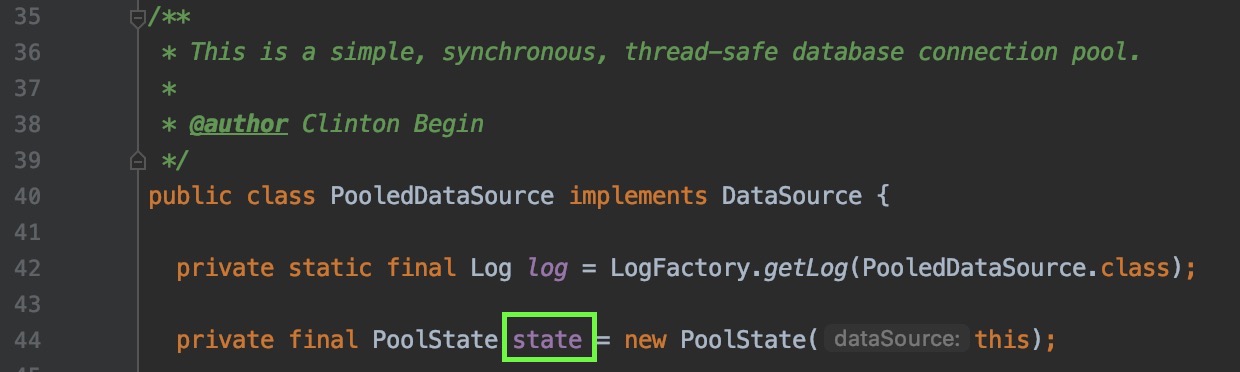 35 /**
36 * This is a simple, synchronous, thread-safe database connection pool.
37 *
38 * @author Clinton Begin
39 */
40 public class PooledDataSource implements DataSource {
41
42 private static final Log log = LogFactory.getLog(PooledDataSource.class);
43
44 private final PoolState state = new PoolState( dataSource: this);
45